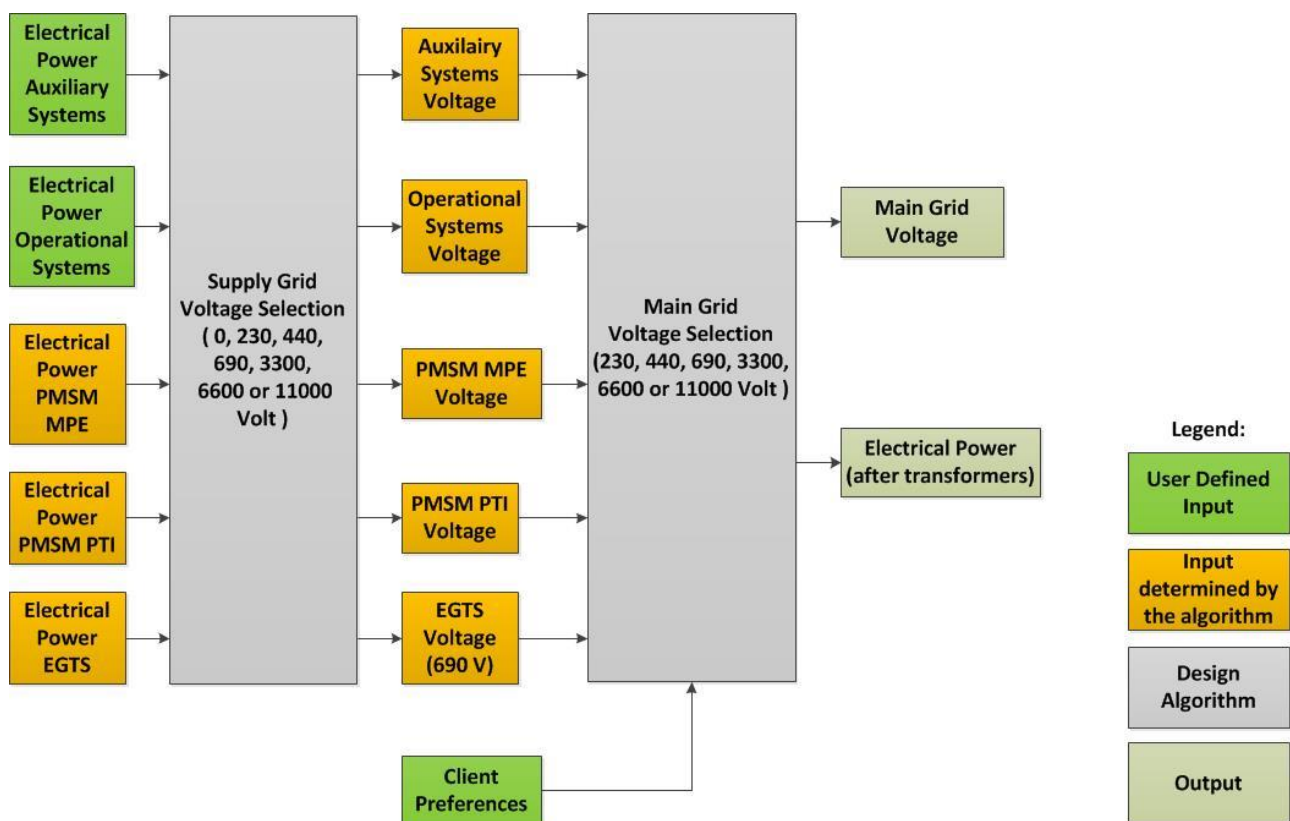 Electrical
Power
Auxiliary
Systems
Electrical
Power
Operational
Systems
Electrical
Power
PMSM
MPE
Electrical
Power
PMSM PTI
Electrical
Power
EGTS
Supply Grid
Voltage Selection
( 0, 230, 440,
690, 3300,
6600 or 11000
Volt )
Auxilairy
Systems
Voltage
Operational
Systems
Voltage
PMSM MPE
Voltage
PMSM PTI
Voltage
EGTS
Voltage
(690 V)
Client
Preferences
Main Grid
Voltage Selection
(230, 440, 690, 3300,
6600 or 11000 Volt )
Main Grid
Voltage
Electrical Power
(after transformers)
Legend:
User Defined
Input
Input
determined by
the algorithm
Design
Algorithm
Output